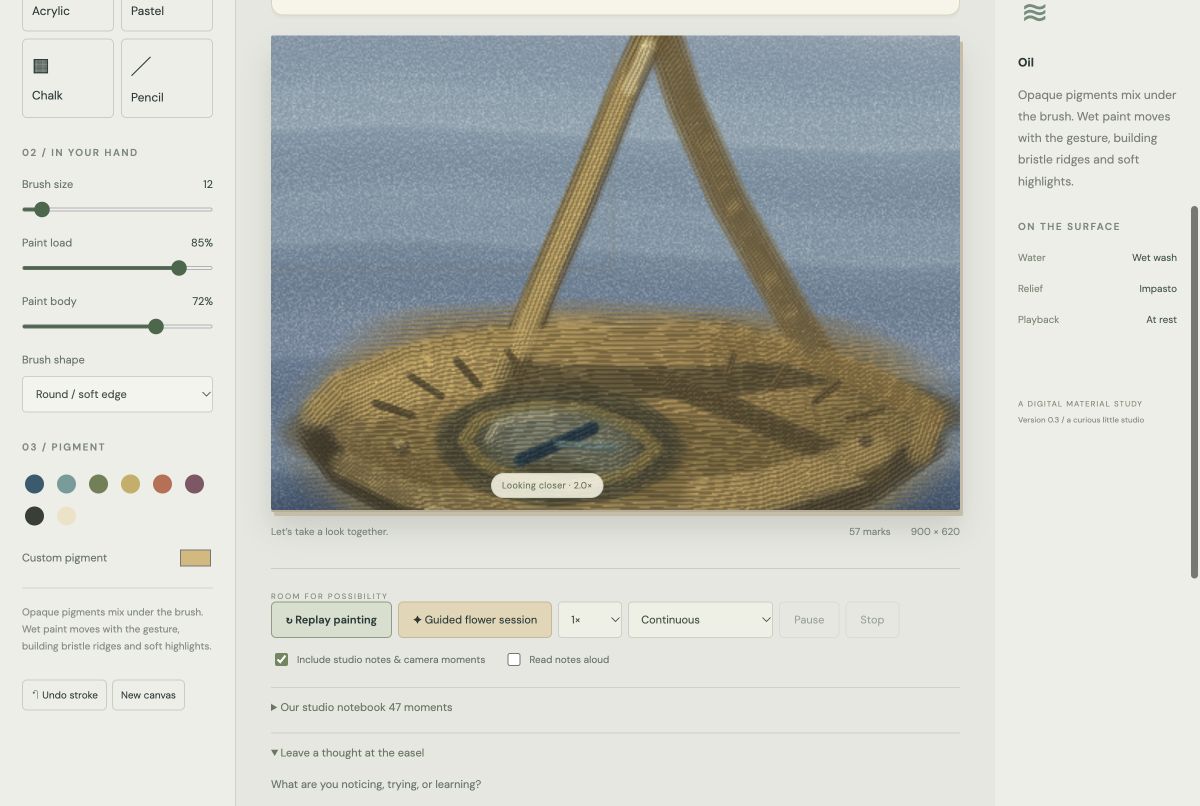 Acrylic
Pastel
Chalk
Pencil
02 / IN YOUR HAND
Brush size 12
Paint load 85%
Paint body 72%
Brush shape
Round / soft edge
03 / PIGMENT
Custom pigment
Opaque pigments mix under the brush.
Wet paint moves with the gesture,
building bristle ridges and soft highlights.
Undo stroke
New canvas
Looking closer · 2.0×
Let's take a look together.
57 marks 900 × 620
ROOM FOR POSSIBILITY
↻ Replay painting
✦ Guided flower session
1×
Continuous
Pause
Stop
Include studio notes & camera moments
Read notes aloud
Our studio notebook 47 moments
Leave a thought at the easel
What are you noticing, trying, or learning?
Oil
Opaque pigments mix under
the brush. Wet paint moves
with the gesture, building
bristle ridges and soft
highlights.
ON THE SURFACE
Water Wet wash
Relief Impasto
Playback At rest
A DIGITAL MATERIAL STUDY
Version 0.3 / a curious little studio